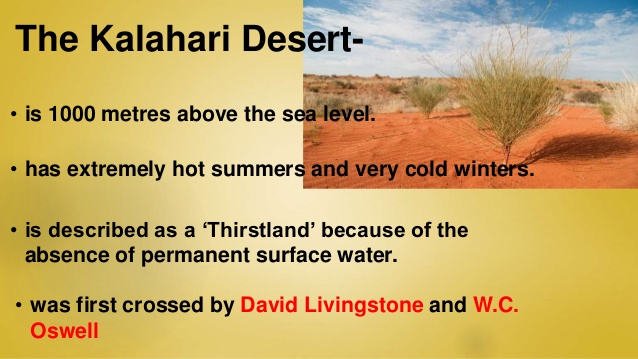 The Kalahari Desert-
• is 1000 metres above the sea level.
• has extremely hot summers and very cold winters.
• is described as a ‘Thirstland’ because of the
absence of permanent surface water.
• was first crossed by David Livingstone and W.C.
Oswell